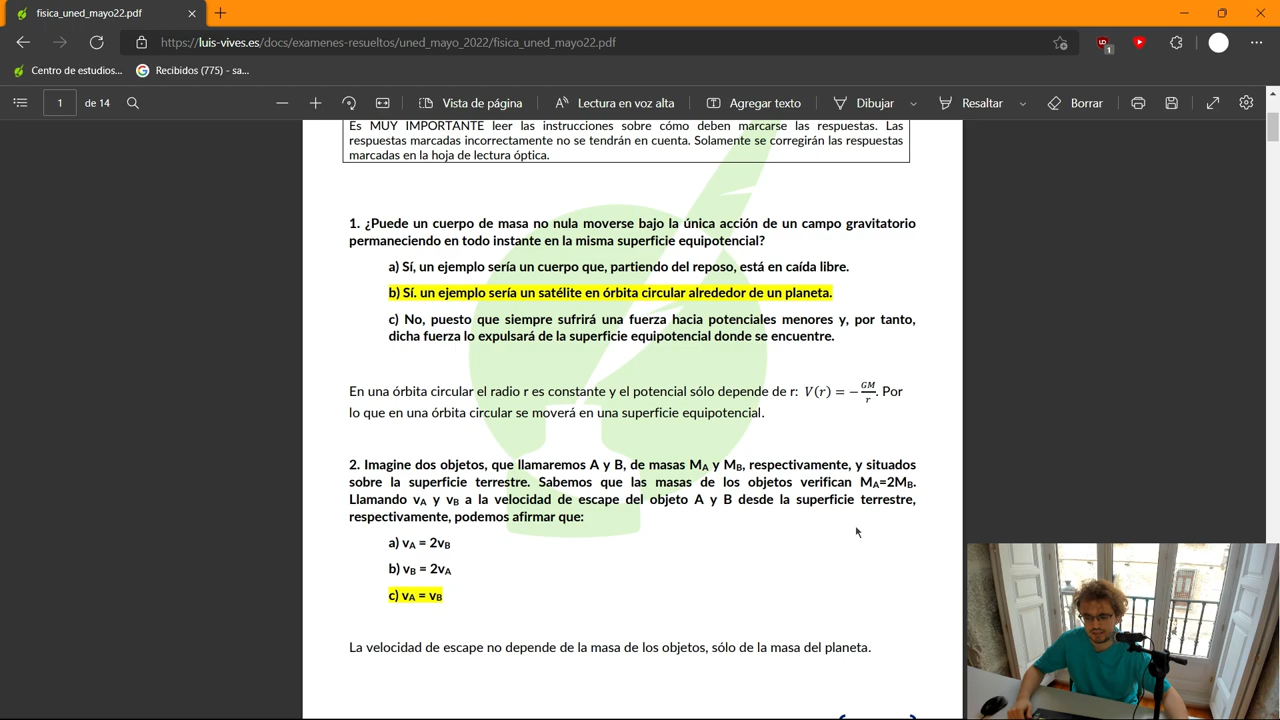 fisica_uned_mayo22.pdf
https://luis-vives.es/docs/examenes-resueltos/uned_mayo_2022/fisica_uned_mayo22.pdf
1
Centro de estudios...
Recibidos (775) - sa...
1 de 14
Vista de página
Lectura en voz alta
Agregar texto
Dibujar
Resaltar
Borrar
Es MUY IMPORTANTE leer las instrucciones sobre cómo deben marcarse las respuestas. Las
respuestas marcadas incorrectamente no se tendrán en cuenta. Solamente se corregirán las respuestas
marcadas en la hoja de lectura óptica.
1. ¿Puede un cuerpo de masa no nula moverse bajo la única acción de un campo gravitatorio
permaneciendo en todo instante en la misma superficie equipotencial?
a) Sí, un ejemplo sería un cuerpo que, partiendo del reposo, está en caída libre.
b) Sí. un ejemplo sería un satélite en órbita circular alrededor de un planeta.
c) No, puesto que siempre sufrirá una fuerza hacia potenciales menores y, por tanto,
dicha fuerza lo expulsará de la superficie equipotencial donde se encuentre.
En una órbita circular el radio r es constante y el potencial sólo depende de r: V(r) = −GM/r. Por
lo que en una órbita circular se moverá en una superficie equipotencial.
2. Imagine dos objetos, que llamaremos A y B, de masas MA y MB, respectivamente, y situados
sobre la superficie terrestre. Sabemos que las masas de los objetos verifican MA=2MB.
Llamando vA y vB a la velocidad de escape del objeto A y B desde la superficie terrestre,
respectivamente, podemos afirmar que:
a) vA = 2vB
b) vB = 2vA
c) vA = vB
La velocidad de escape no depende de la masa de los objetos, sólo de la masa del planeta.